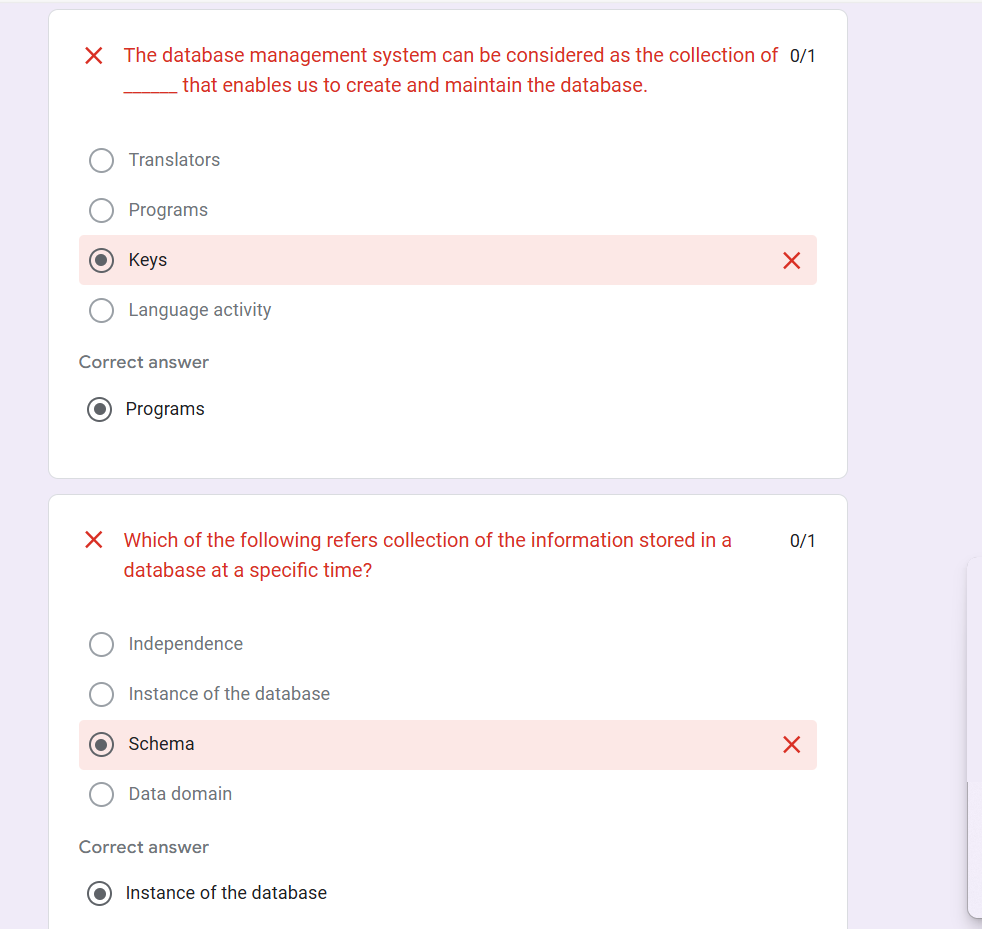 The database management system can be considered as the collection of 0/1
______ that enables us to create and maintain the database.
Translators
Programs
Keys
Language activity
Correct answer
Programs
Which of the following refers collection of the information stored in a 0/1
database at a specific time?
Independence
Instance of the database
Schema
Data domain
Correct answer
Instance of the database